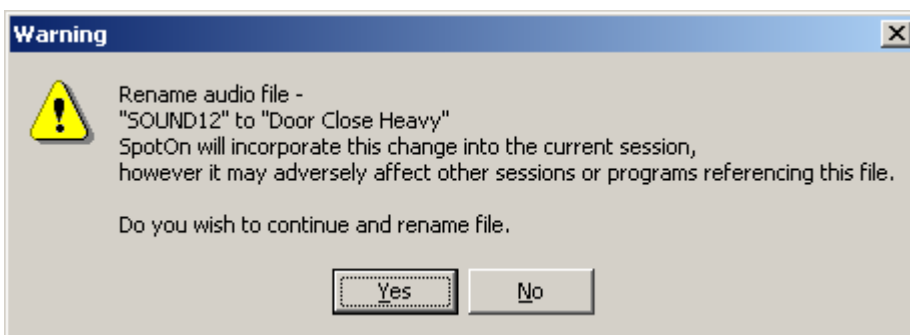 Warning
Rename audio file -
"SOUND12" to "Door Close Heavy"
SpotOn will incorporate this change into the current session,
however it may adversely affect other sessions or programs referencing this file.
Do you wish to continue and rename file.
Yes No